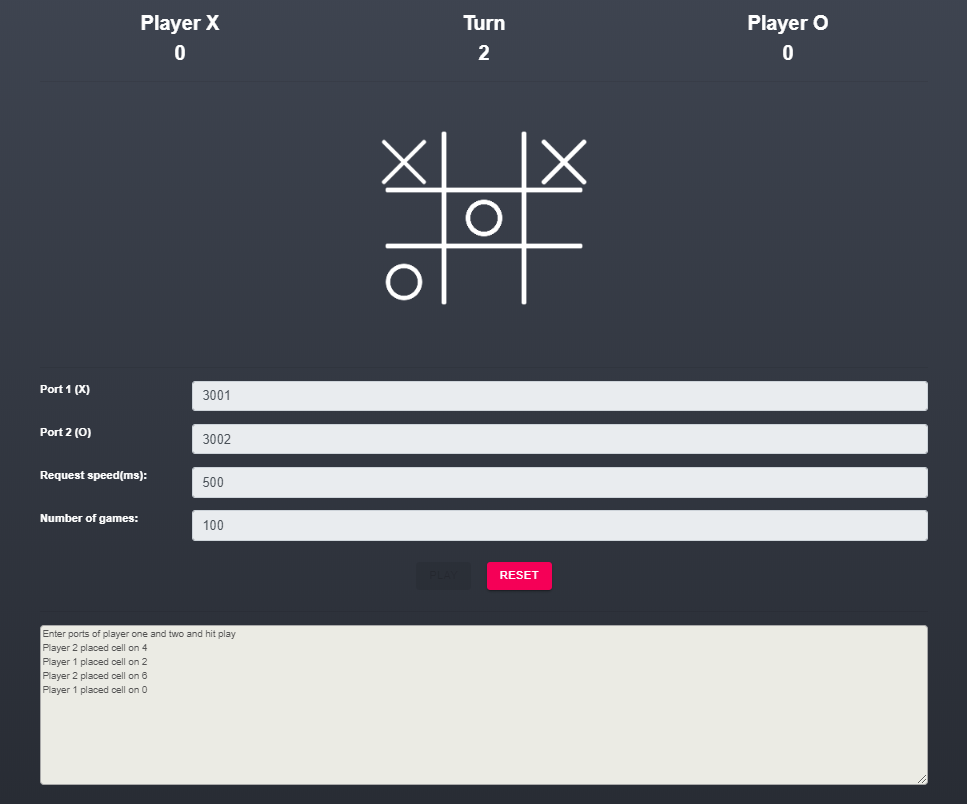 Player X Turn Player O
0 2 0
Port 1 (X) 3001
Port 2 (O) 3002
Request speed(ms): 500
Number of games: 100
PLAY RESET
Enter ports of player one and two and hit play
Player 2 placed cell on 4
Player 1 placed cell on 2
Player 2 placed cell on 6
Player 1 placed cell on 0